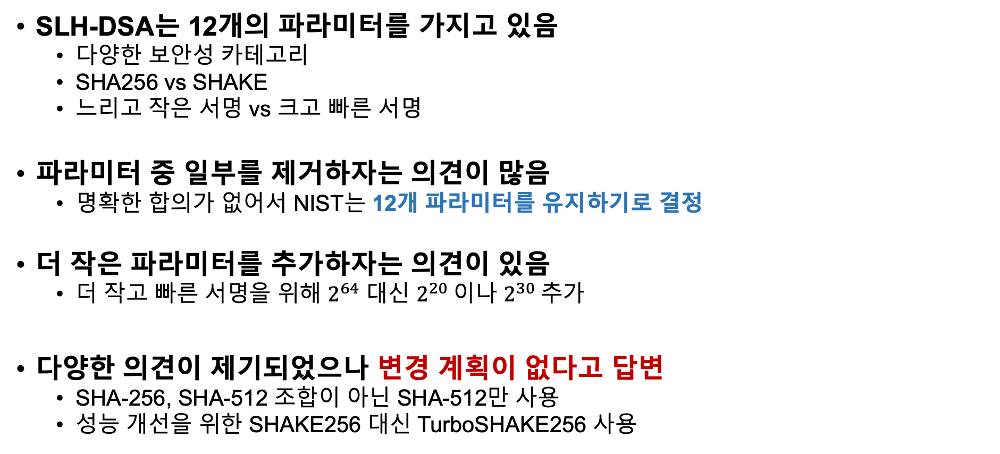 • SLH-DSA는 12개의 파라미터를 가지고 있음
• 다양한 보안성 카테고리
• SHA256 vs SHAKE
• 느리고 작은 서명 vs 크고 빠른 서명
• 파라미터 중 일부를 제거하자는 의견이 많음
• 명확한 합의가 없어서 NIST는 12개 파라미터를 유지하기로 결정
• 더 작은 파라미터를 추가하자는 의견이 있음
• 더 작고 빠른 서명을 위해 2⁶⁴ 대신 2²⁰ 이나 2³⁰ 추가
• 다양한 의견이 제기되었으나 변경 계획이 없다고 답변
• SHA-256, SHA-512 조합이 아닌 SHA-512만 사용
• 성능 개선을 위한 SHAKE256 대신 TurboSHAKE256 사용